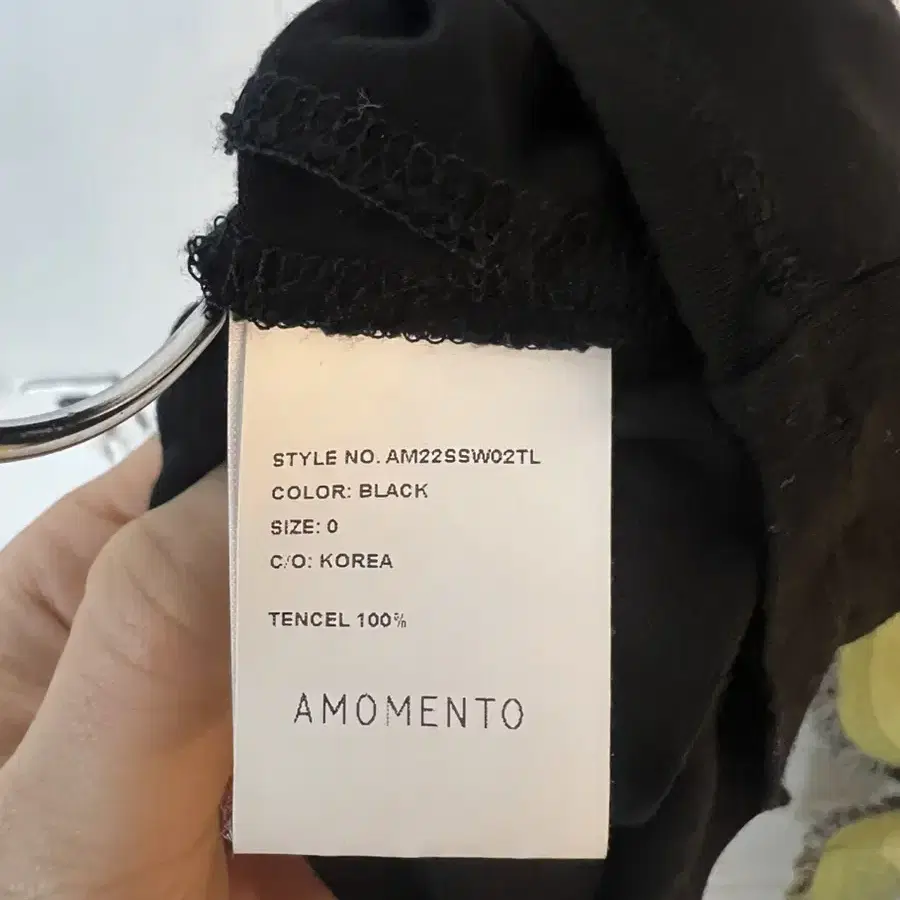 STYLE NO. AM22SSW02TL
COLOR: BLACK
SIZE: 0
C/O: KOREA
TENCEL 100%
AMOMENTO